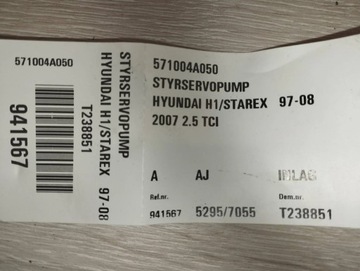 571004A050
941567
STYRSERVOPUMP
HYUNDAI H1/STAREX 97-08
T238851
571004A050
STYRSERVOPUMP
HYUNDAI H1/STAREX 97-08
2007 2.5 TCI
A AJ INLAG
Ref.nr. Dem.nr.
941567 5295/7055 T238851